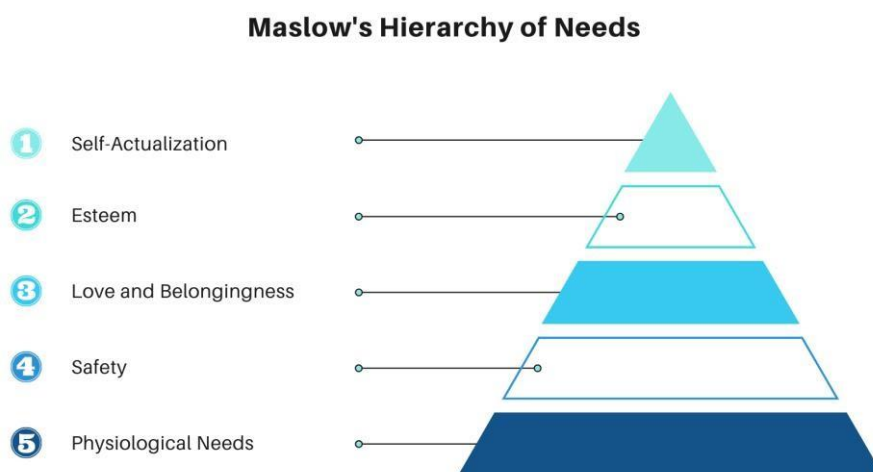 Maslow's Hierarchy of Needs
1 Self-Actualization
2 Esteem
3 Love and Belongingness
4 Safety
5 Physiological Needs